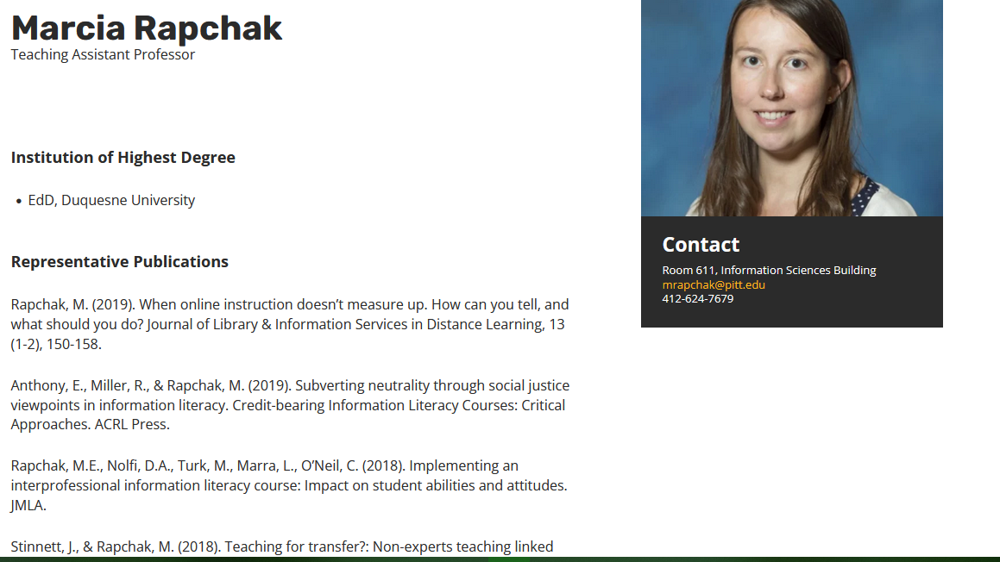 Marcia Rapchak
Teaching Assistant Professor
Institution of Highest Degree
• EdD, Duquesne University
Representative Publications
Rapchak, M. (2019). When online instruction doesn’t measure up. How can you tell, and
what should you do? Journal of Library & Information Services in Distance Learning, 13
(1-2), 150-158.
Anthony, E., Miller, R., & Rapchak, M. (2019). Subverting neutrality through social justice
viewpoints in information literacy. Credit-bearing Information Literacy Courses: Critical
Approaches. ACRL Press.
Rapchak, M.E., Nolfi, D.A., Turk, M., Marra, L., O’Neil, C. (2018). Implementing an
interprofessional information literacy course: Impact on student abilities and attitudes.
JMLA.
Stinnett, J., & Rapchak, M. (2018). Teaching for transfer?: Non-experts teaching linked
Contact
Room 611, Information Sciences Building
mrapchak@pitt.edu
412-624-7679